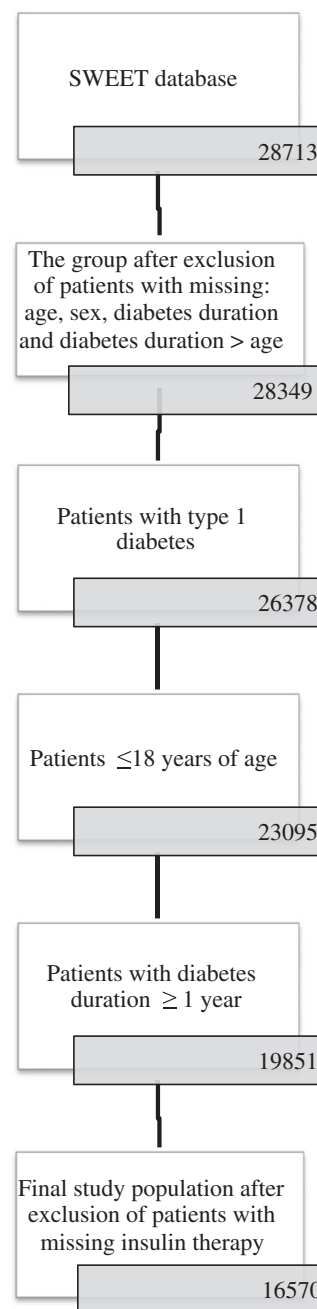 SWEET database
28713
The group after exclusion
of patients with missing:
age, sex, diabetes duration
and diabetes duration > age
28349
Patients with type 1
diabetes
26378
Patients ≤18 years of age
23095
Patients with diabetes
duration ≥ 1 year
19851
Final study population after
exclusion of patients with
missing insulin therapy
16570